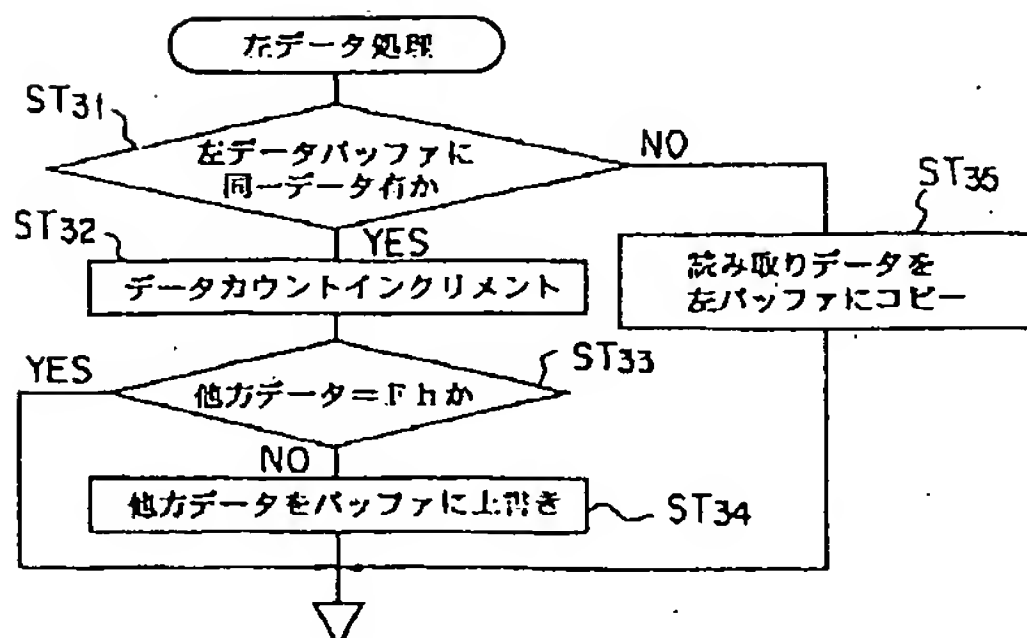 左データ処理
ST31
左データバッファに
同一データ有か
NO
YES
ST32
データカウントインクリメント
ST35
読み取りデータを
左バッファにコピー
ST33
他方データ=Fhか
YES
NO
他方データをバッファに上書き
ST34